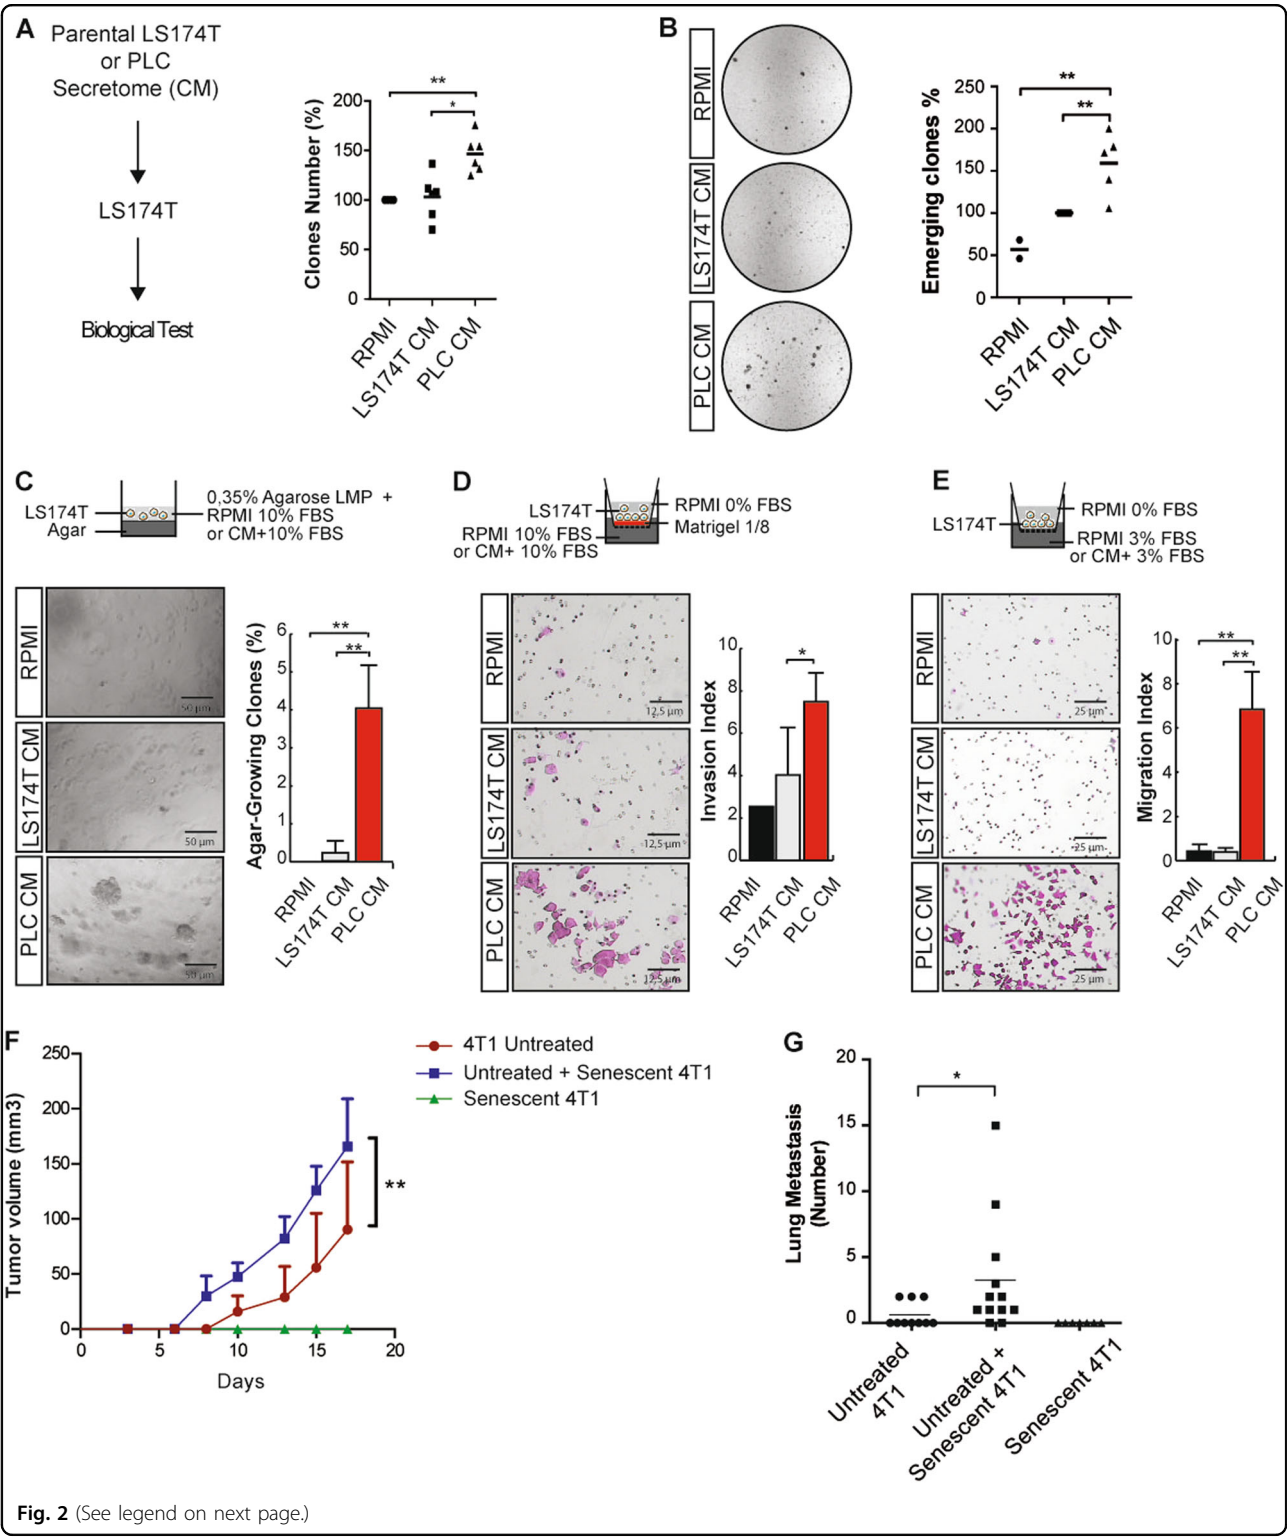 A
Parental LS174T
or PLC
Secretome (CM)
LS174T
Biological Test
Clones Number (%)
200
150
100
50
0
**
*
RPMI
LS174T CM
PLC CM
B
RPMI
LS174T CM
PLC CM
Emerging clones %
250
200
150
100
50
0
**
**
RPMI
LS174T CM
PLC CM
C
LS174T
Agar
0,35% Agarose LMP +
RPMI 10% FBS
or CM+10% FBS
RPMI
50 µm
LS174T CM
50 µm
PLC CM
50 µm
Agar-Growing Clones (%)
6
5
4
3
2
1
0
**
**
RPMI
LS174T CM
PLC CM
D
LS174T
RPMI 10% FBS
or CM+ 10% FBS
RPMI 0% FBS
Matrigel 1/8
RPMI
12,5 µm
LS174T CM
12,5 µm
PLC CM
12,5 µm
Invasion Index
10
8
6
4
2
0
*
RPMI
LS174T CM
PLC CM
E
LS174T
RPMI 0% FBS
RPMI 3% FBS
or CM+ 3% FBS
RPMI
25 µm
LS174T CM
25 µm
PLC CM
25 µm
Migration Index
10
8
6
4
2
0
**
**
RPMI
LS174T CM
PLC CM
F
Tumor volume (mm3)
250
200
150
100
50
0
0
5
10
15
20
Days
**
4T1 Untreated
Untreated + Senescent 4T1
Senescent 4T1
G
Lung Metastasis
(Number)
20
15
10
5
0
*
Untreated
4T1
Untreated +
Senescent 4T1
Senescent 4T1
Fig. 2 (See legend on next page.)